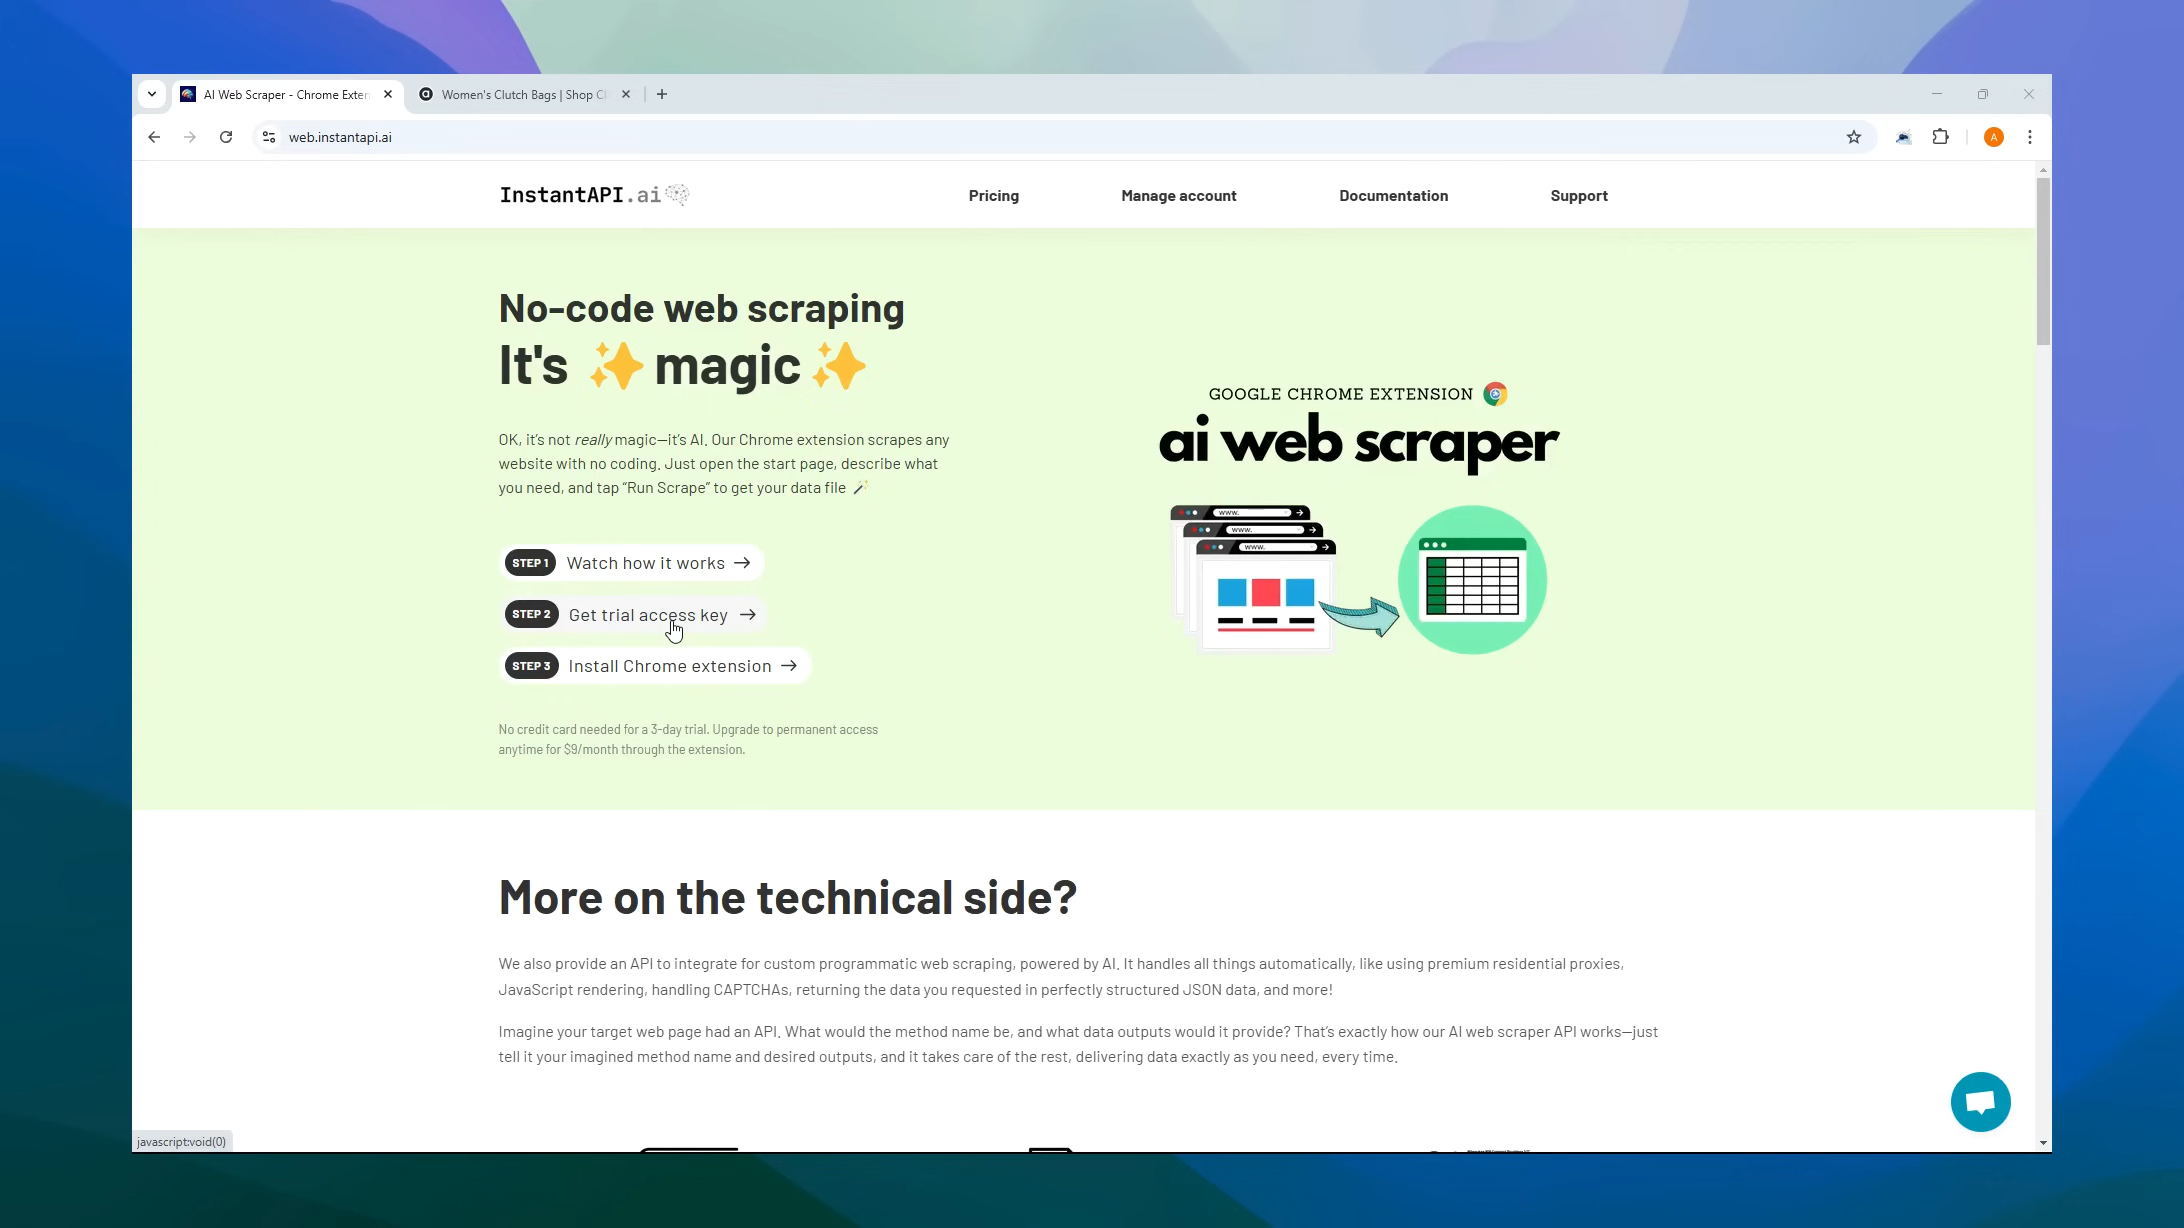 AI Web Scraper - Chrome Exten
Women's Clutch Bags | Shop Cl
web.instantapi.ai
A
InstantAPI.ai
Pricing
Manage account
Documentation
Support
No-code web scraping
It's ✨ magic ✨
OK, it's not really magic—it's AI. Our Chrome extension scrapes any
website with no coding. Just open the start page, describe what
you need, and tap “Run Scrape” to get your data file 🪄
STEP 1 Watch how it works →
STEP 2 Get trial access key →
STEP 3 Install Chrome extension →
No credit card needed for a 3-day trial. Upgrade to permanent access
anytime for $9/month through the extension.
GOOGLE CHROME EXTENSION
ai web scraper
www.
www.
www.
More on the technical side?
We also provide an API to integrate for custom programmatic web scraping, powered by AI. It handles all things automatically, like using premium residential proxies,
JavaScript rendering, handling CAPTCHAs, returning the data you requested in perfectly structured JSON data, and more!
Imagine your target web page had an API. What would the method name be, and what data outputs would it provide? That's exactly how our AI web scraper API works—just
tell it your imagined method name and desired outputs, and it takes care of the rest, delivering data exactly as you need, every time.
javascript:void(0)